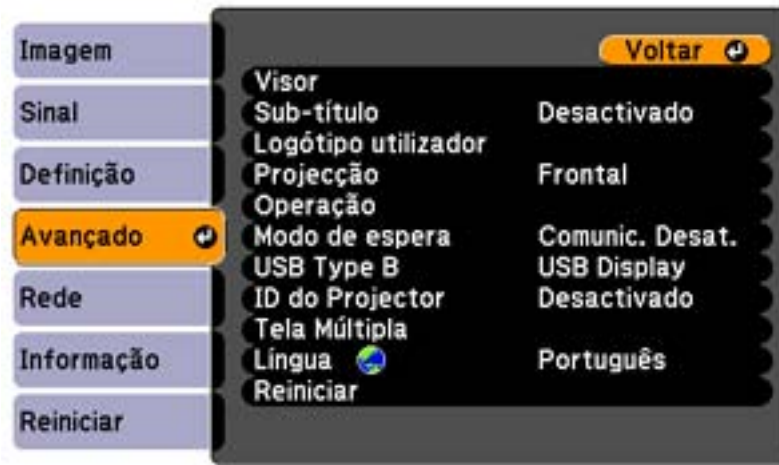 Imagem
Sinal
Definição
Avançado
Rede
Informação
Reiniciar
Voltar
Visor
Sub-título Desactivado
Logótipo utilizador
Projecção Frontal
Operação
Modo de espera Comunic. Desat.
USB Type B USB Display
ID do Projector Desactivado
Tela Múltipla
Língua Português
Reiniciar